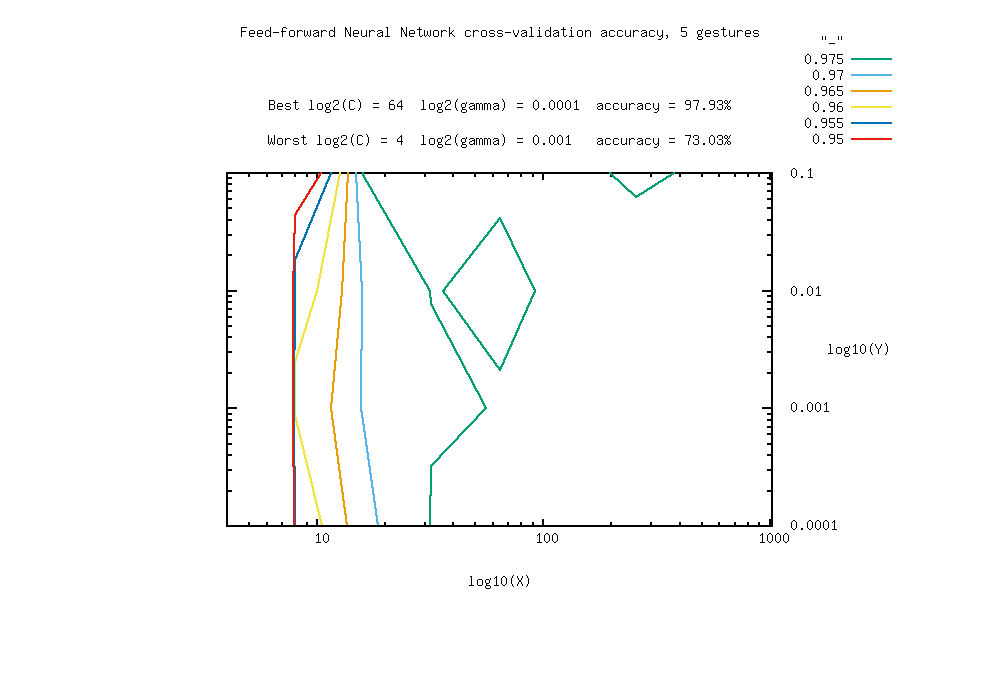 Feed-forward Neural Network cross-validation accuracy, 5 gestures
"_"
0.975
0.97
0.965
0.96
0.955
0.95
Best log2(C) = 64  log2(gamma) = 0.0001  accuracy = 97.93%
Worst log2(C) = 4  log2(gamma) = 0.001   accuracy = 73.03%
0.1
0.01
log10(Y)
0.001
0.0001
10
100
1000
log10(X)